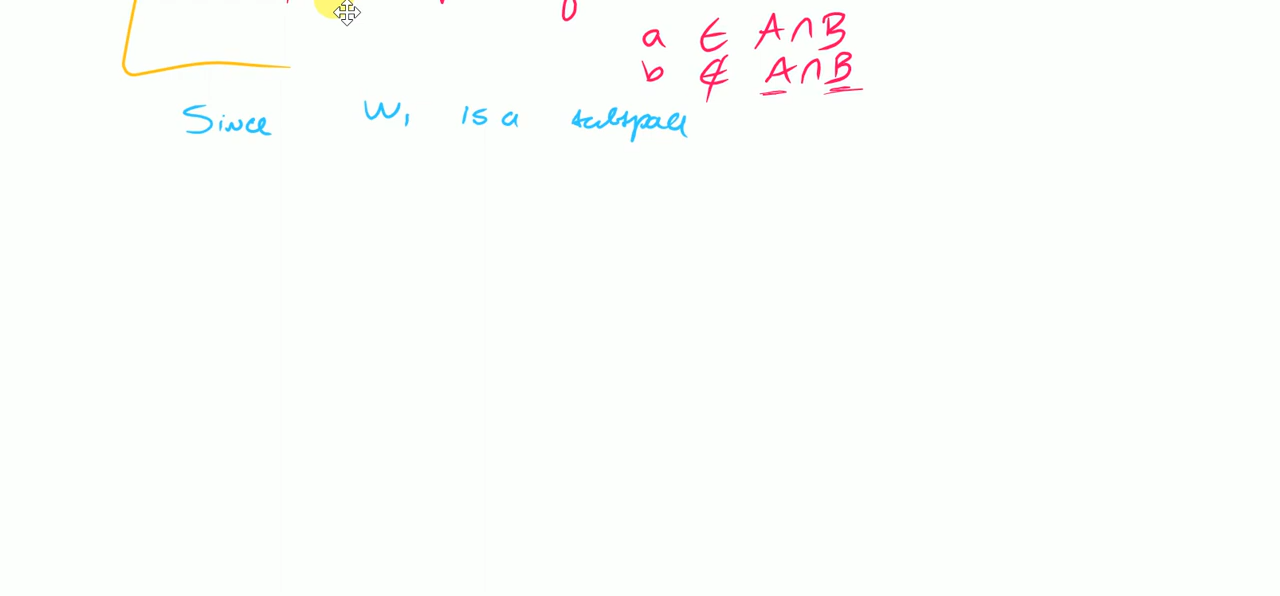 a ∈ A∩B
b ∉ A∩B
Since W₁ is a subspace